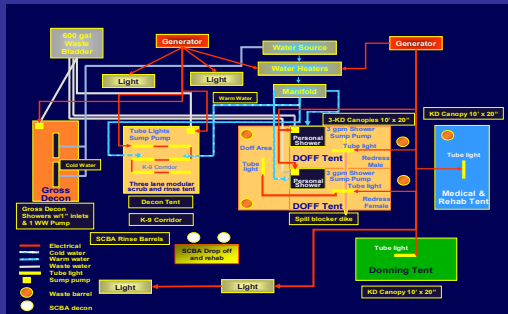 600 gal
Waste
Bladder
Generator
Water Source
Generator
Light
Light
Water Heaters
Manifold
Warm Water
KD Canopy 10' x 20"
3-KD Canopies 10' x 20"
Tube Lights
Sump Pump
K-9 Corridor
Three lane modular
scrub and rinse tent
Cold Water
Gross
Decon
Doff Area
Tube
light
Personal
Shower
3 gpm Shower
Sump Pump
Tube light
Redress
Male
DOFF Tent
Personal
Shower
3 gpm Shower
Sump Pump
Tube light
Redress
Female
DOFF Tent
Tube light
Medical &
Rehab Tent
Gross Decon
Showers w/1" inlets
& 1 WW Pump
Decon Tent
K-9 Corridor
Spill blocker dike
SCBA Rinse Barrels
SCBA Drop off
and rehab
Tube light
Donning Tent
KD Canopy 10' x 20"
Light
Light
Electrical
Cold water
Warm water
Waste water
Tube light
Sump pump
Waste barrel
SCBA decon